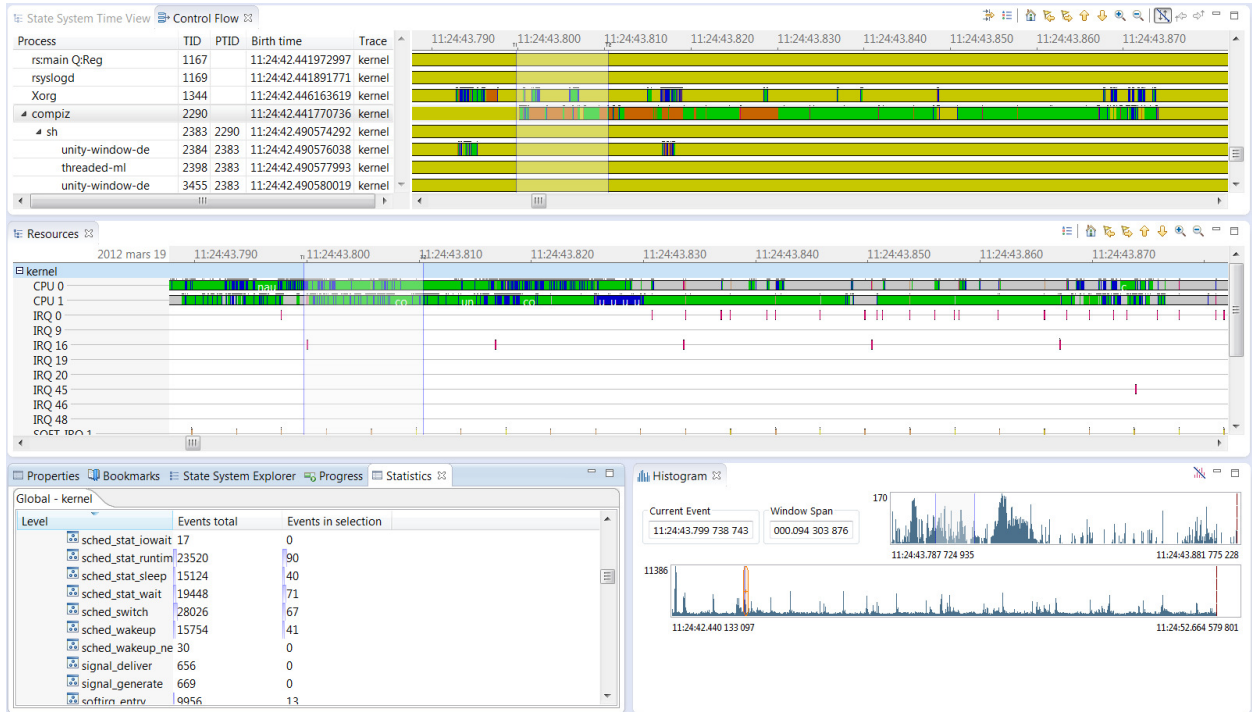 State System Time View Control Flow
Process TID PTID Birth time Trace 11:24:43.790 11:24:43.800 11:24:43.810 11:24:43.820 11:24:43.830 11:24:43.840 11:24:43.850 11:24:43.860 11:24:43.870
T1 T2
rs:main Q:Reg 1167 11:24:42.441972997 kernel
rsyslogd 1169 11:24:42.441891771 kernel
Xorg 1344 11:24:42.446163619 kernel
compiz 2290 11:24:42.441770736 kernel
sh 2383 2290 11:24:42.490574292 kernel
unity-window-de 2384 2383 11:24:42.490576038 kernel
threaded-ml 2398 2383 11:24:42.490577993 kernel
unity-window-de 3455 2383 11:24:42.490580019 kernel
Resources
2012 mars 19 11:24:43.790 11:24:43.800 11:24:43.810 11:24:43.820 11:24:43.830 11:24:43.840 11:24:43.850 11:24:43.860 11:24:43.870
kernel
CPU 0 nau c
CPU 1 co un co u u u u
IRQ 0
IRQ 9
IRQ 16
IRQ 19
IRQ 20
IRQ 45
IRQ 46
IRQ 48
SOFT_IRQ 1
Properties Bookmarks State System Explorer Progress Statistics
Global - kernel
Level Events total Events in selection
sched_stat_iowait 17 0
sched_stat_runtim 23520 90
sched_stat_sleep 15124 40
sched_stat_wait 19448 71
sched_switch 28026 67
sched_wakeup 15754 41
sched_wakeup_ne 30 0
signal_deliver 656 0
signal_generate 669 0
softirq_entry 9956 13
Histogram
Current Event Window Span
11:24:43.799 738 743 000.094 303 876
170
11:24:43.787 724 935 11:24:43.881 775 228
11386
11:24:42.440 133 097 11:24:52.664 579 801